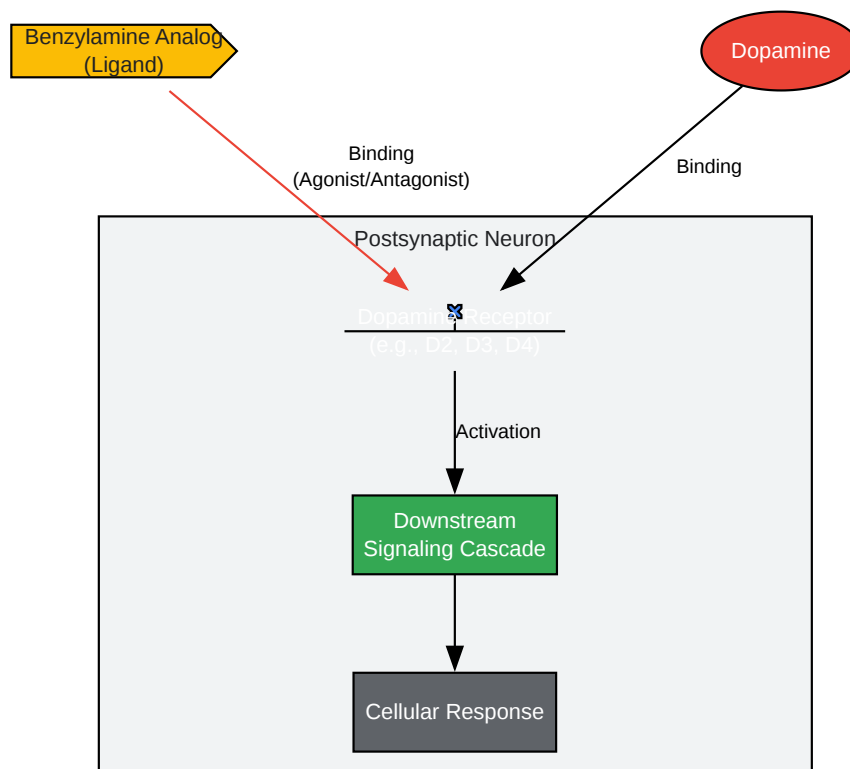 Benzylamine Analog
(Ligand)
Dopamine
Binding
(Agonist/Antagonist)
Binding
Postsynaptic Neuron
Dopamine Receptor
(e.g., D2, D3, D4)
Activation
Downstream
Signaling Cascade
Cellular Response